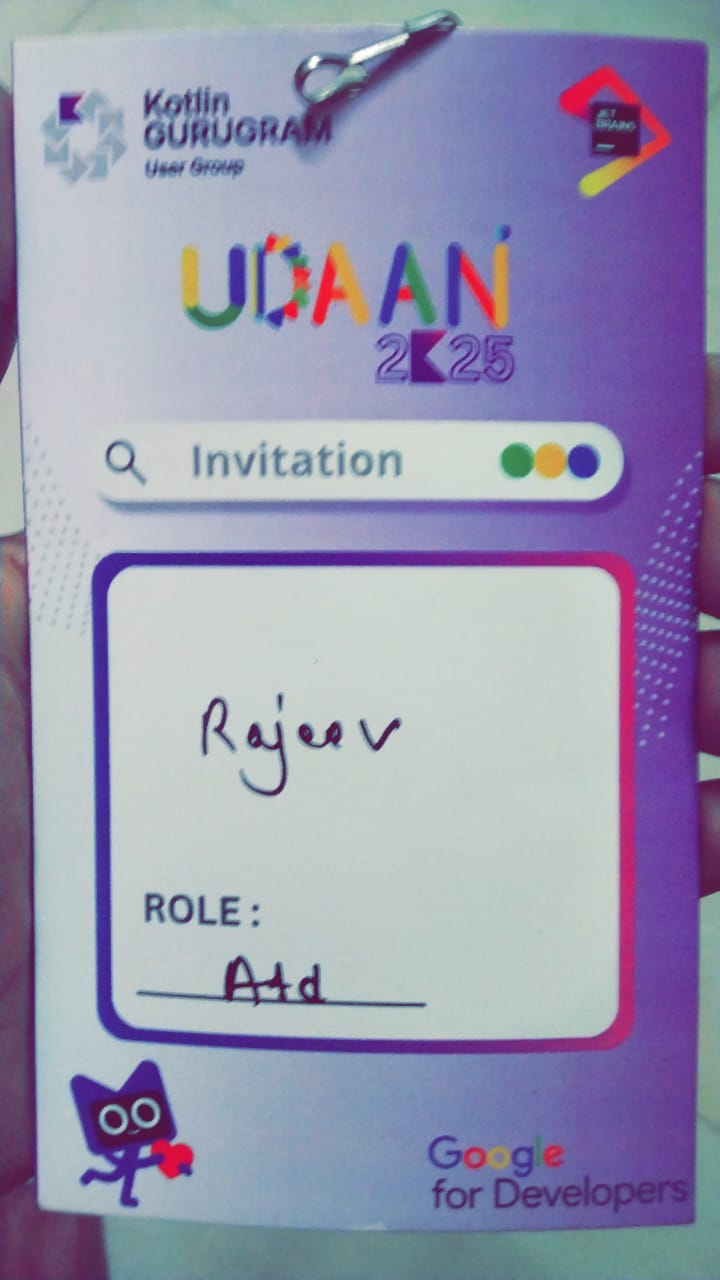 Kotlin
GURUGRAM
User Group
JET
BRAINS
UDAAN
2K25
Invitation
Rajeev
ROLE :
Atd
Google
for Developers